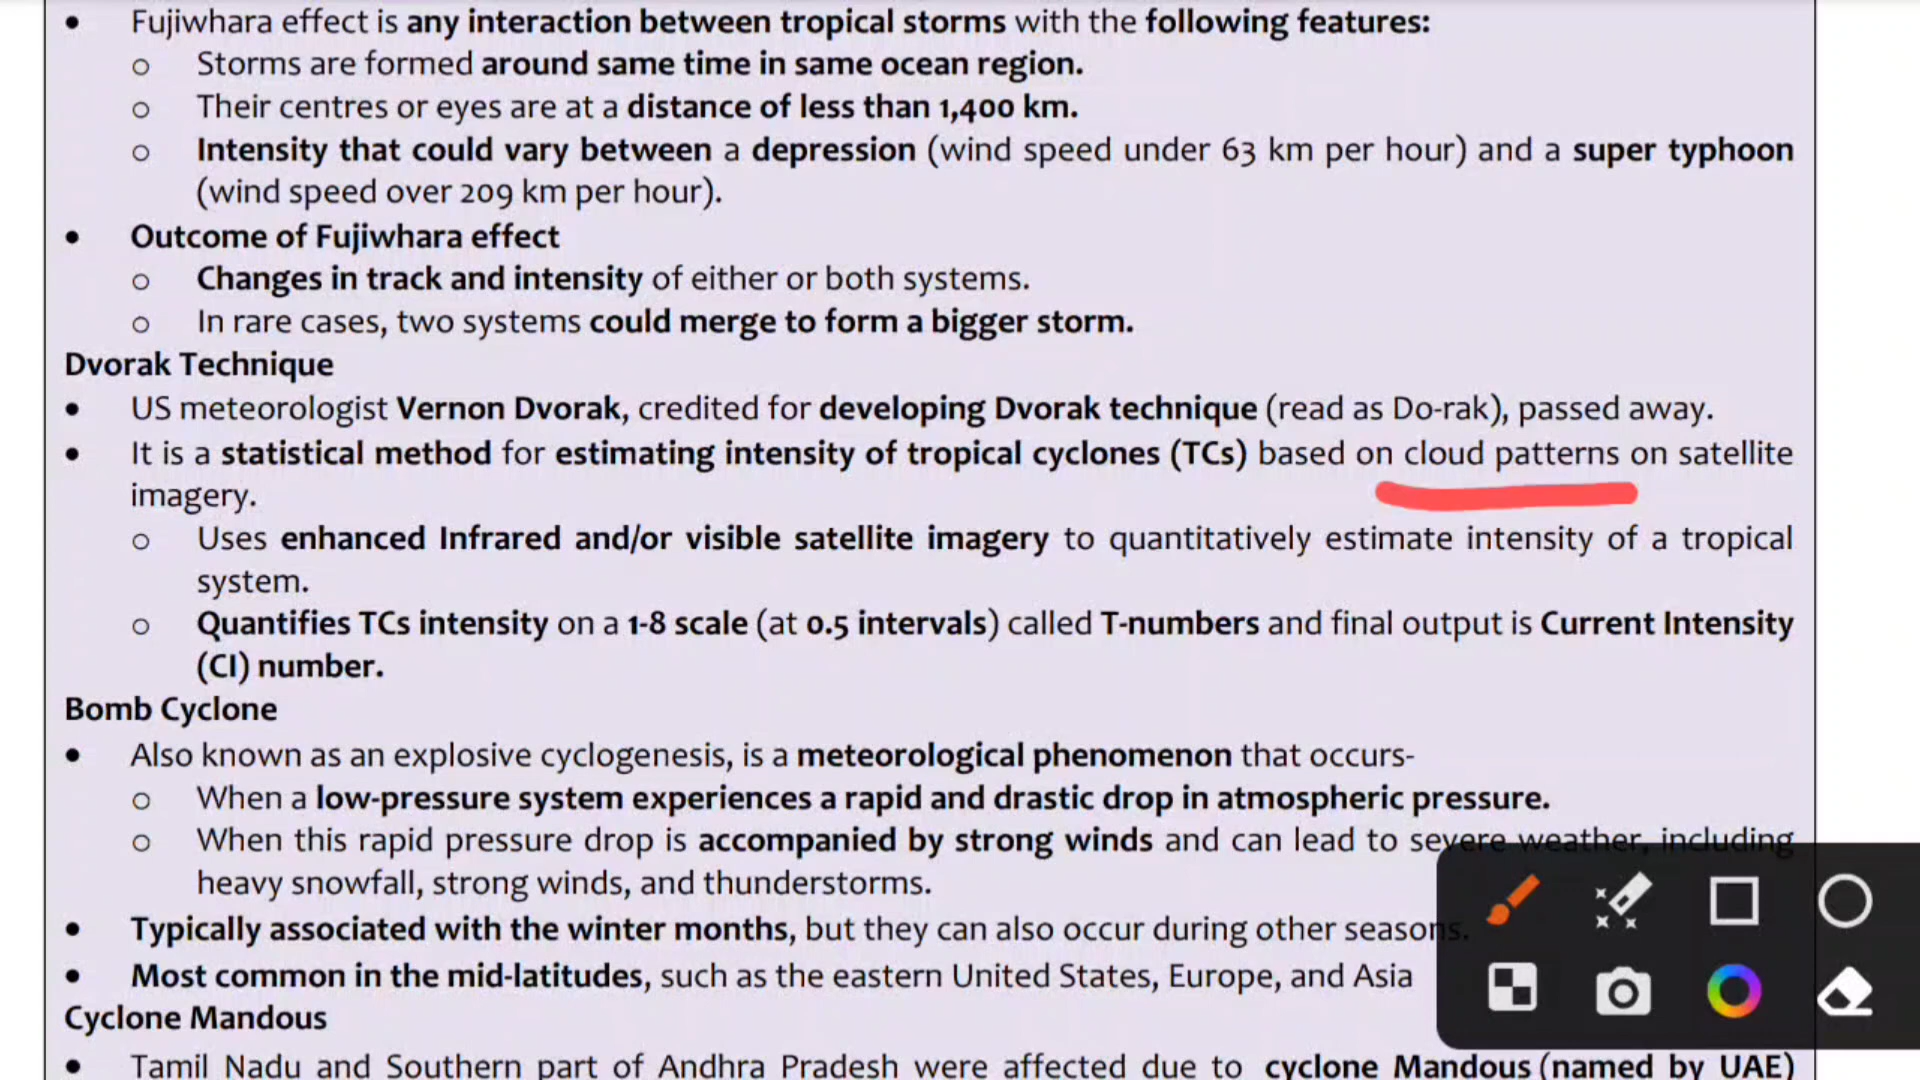 • Fujiwhara effect is any interaction between tropical storms with the following features:
o Storms are formed around same time in same ocean region.
o Their centres or eyes are at a distance of less than 1,400 km.
o Intensity that could vary between a depression (wind speed under 63 km per hour) and a super typhoon
(wind speed over 209 km per hour).
• Outcome of Fujiwhara effect
o Changes in track and intensity of either or both systems.
o In rare cases, two systems could merge to form a bigger storm.
Dvorak Technique
• US meteorologist Vernon Dvorak, credited for developing Dvorak technique (read as Do-rak), passed away.
• It is a statistical method for estimating intensity of tropical cyclones (TCs) based on cloud patterns on satellite
imagery.
o Uses enhanced Infrared and/or visible satellite imagery to quantitatively estimate intensity of a tropical
system.
o Quantifies TCs intensity on a 1-8 scale (at 0.5 intervals) called T-numbers and final output is Current Intensity
(CI) number.
Bomb Cyclone
• Also known as an explosive cyclogenesis, is a meteorological phenomenon that occurs-
o When a low-pressure system experiences a rapid and drastic drop in atmospheric pressure.
o When this rapid pressure drop is accompanied by strong winds and can lead to severe weather, including
heavy snowfall, strong winds, and thunderstorms.
• Typically associated with the winter months, but they can also occur during other seasons.
• Most common in the mid-latitudes, such as the eastern United States, Europe, and Asia
Cyclone Mandous
• Tamil Nadu and Southern part of Andhra Pradesh were affected due to cyclone Mandous (named by UAE)